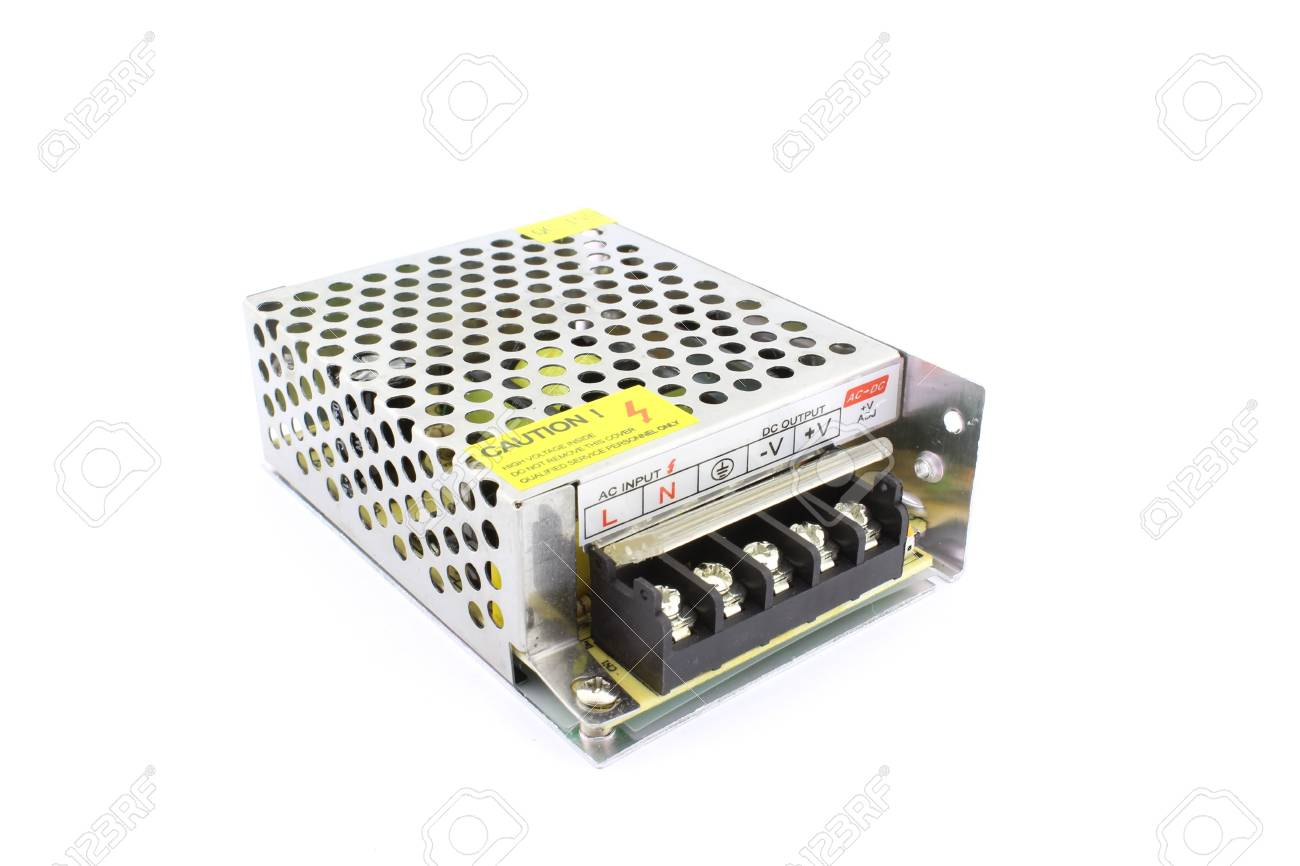 CAUTION !
HIGH VOLTAGE INSIDE
DO NOT REMOVE THIS COVER
QUALIFIED SERVICE PERSONNEL ONLY
AC INPUT
L N
DC OUTPUT
-V +V
AC-DC
+V
123RF
123RF
123RF
123RF
123RF
123RF